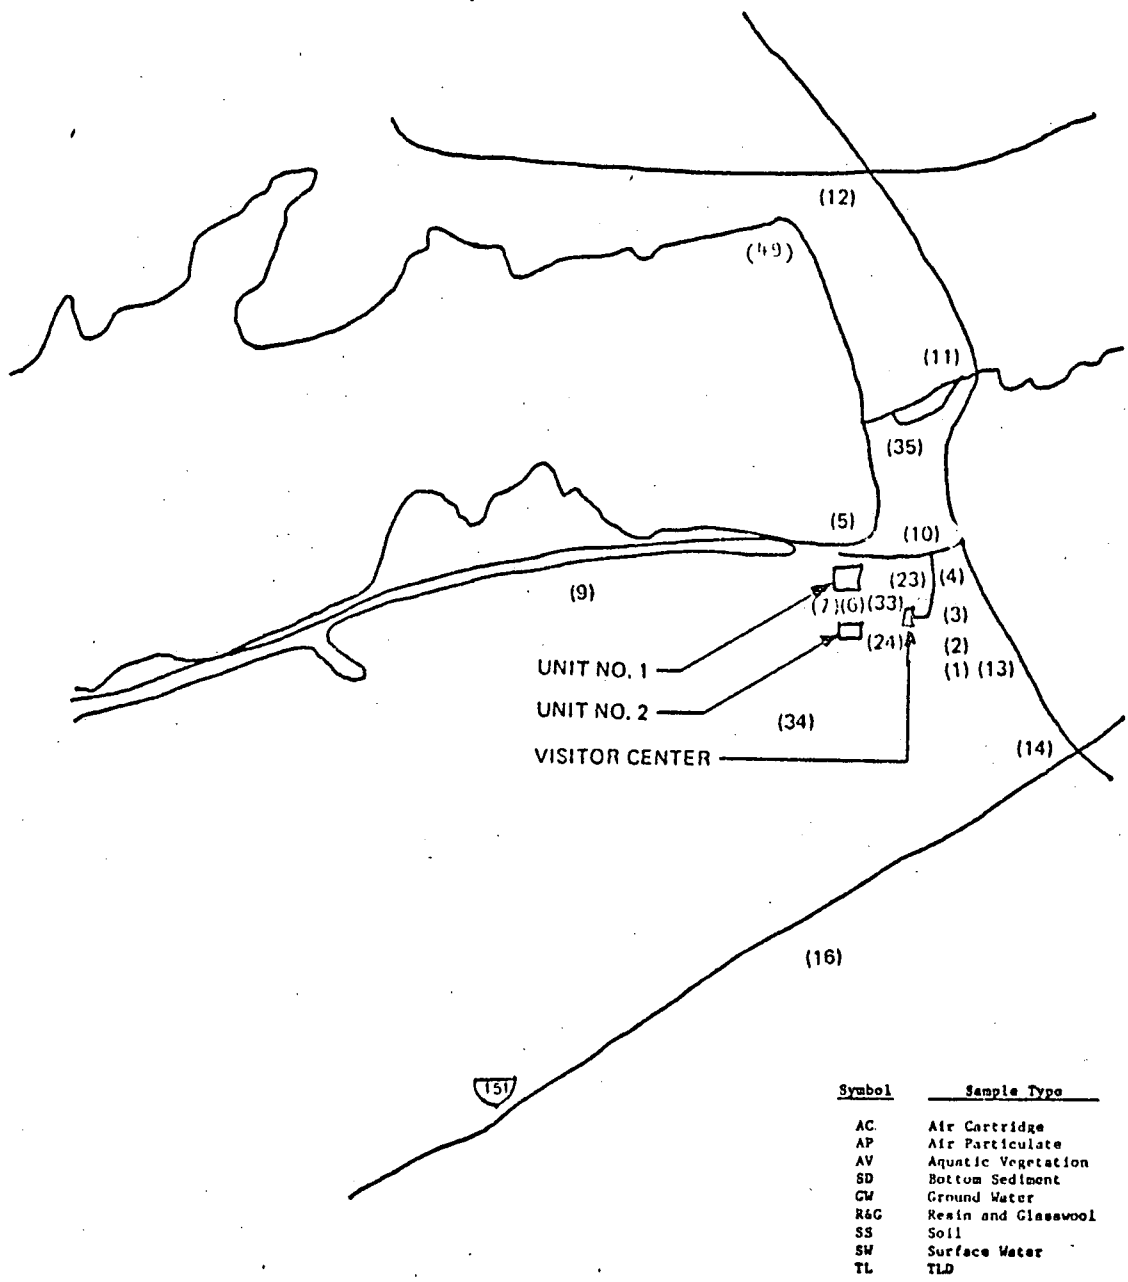 (12)
(49)
(11)
(35)
(5)
(10)
(9)
(23) (4)
(7)(6)(33)
(3)
(24)
(2)
(1) (13)
UNIT NO. 1
UNIT NO. 2
(34)
(14)
VISITOR CENTER
(16)
151
Symbol Sample Type
AC Air Cartridge
AP Air Particulate
AV Aquatic Vegetation
SD Bottom Sediment
GW Ground Water
R&G Resin and Glasswool
SS Soil
SW Surface Water
TL TLD